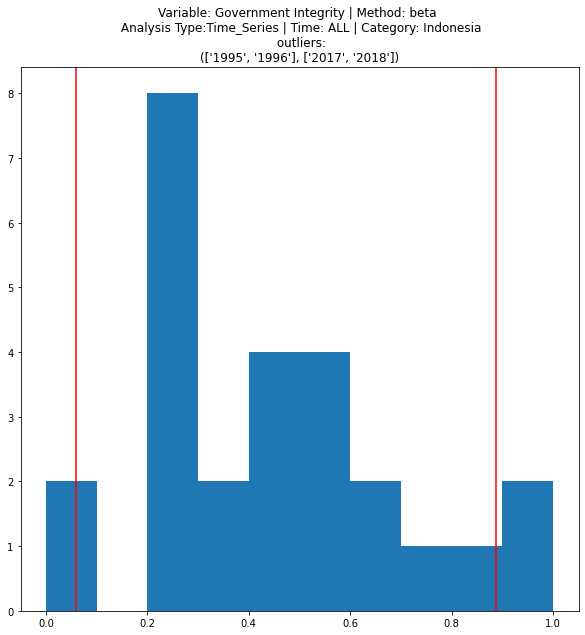 Variable: Government Integrity | Method: beta
Analysis Type:Time_Series | Time: ALL | Category: Indonesia
outliers:
(['1995', '1996'], ['2017', '2018'])
8
7
6
5
4
3
2
1
0
0.0 0.2 0.4 0.6 0.8 1.0